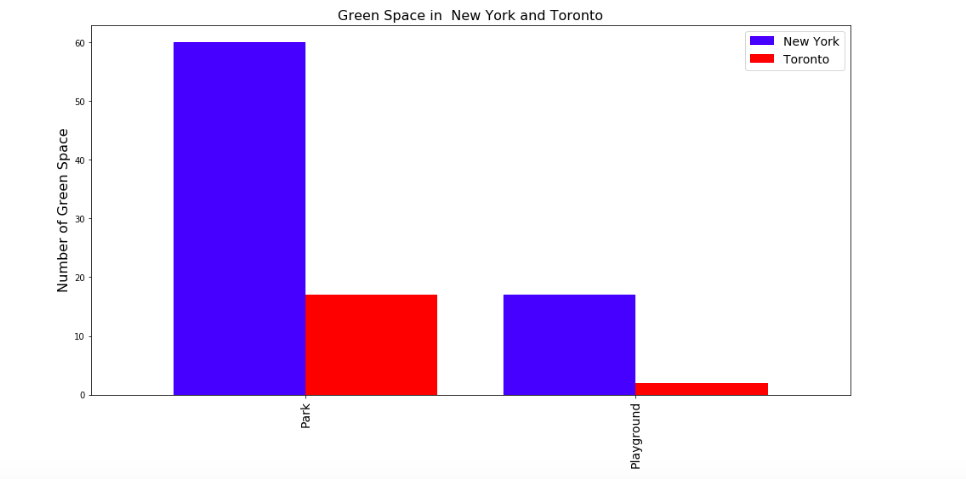 Green Space in  New York and Toronto
New York
Toronto
Number of Green Space
60
50
40
30
20
10
0
Park
Playground